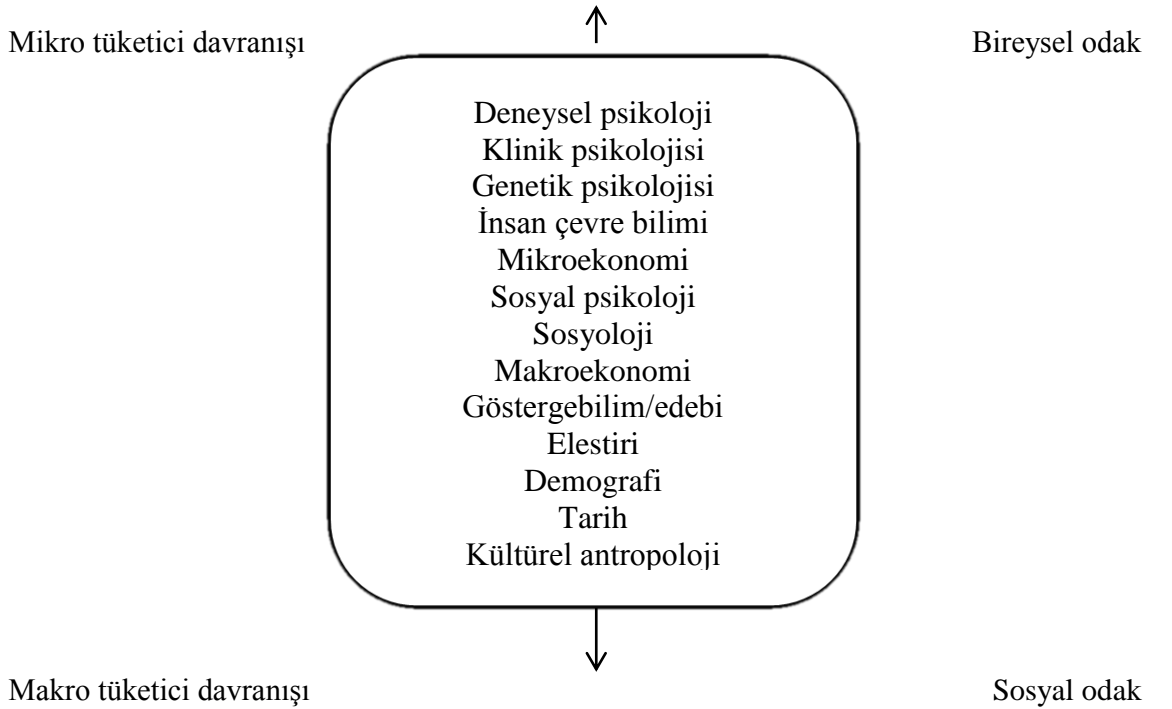 Mikro tüketici davranışı
Bireysel odak
Deneysel psikoloji
Klinik psikolojisi
Genetik psikolojisi
İnsan çevre bilimi
Mikroekonomi
Sosyal psikoloji
Sosyoloji
Makroekonomi
Göstergebilim/edebi
Elestiri
Demografi
Tarih
Kültürel antropoloji
Makro tüketici davranışı
Sosyal odak